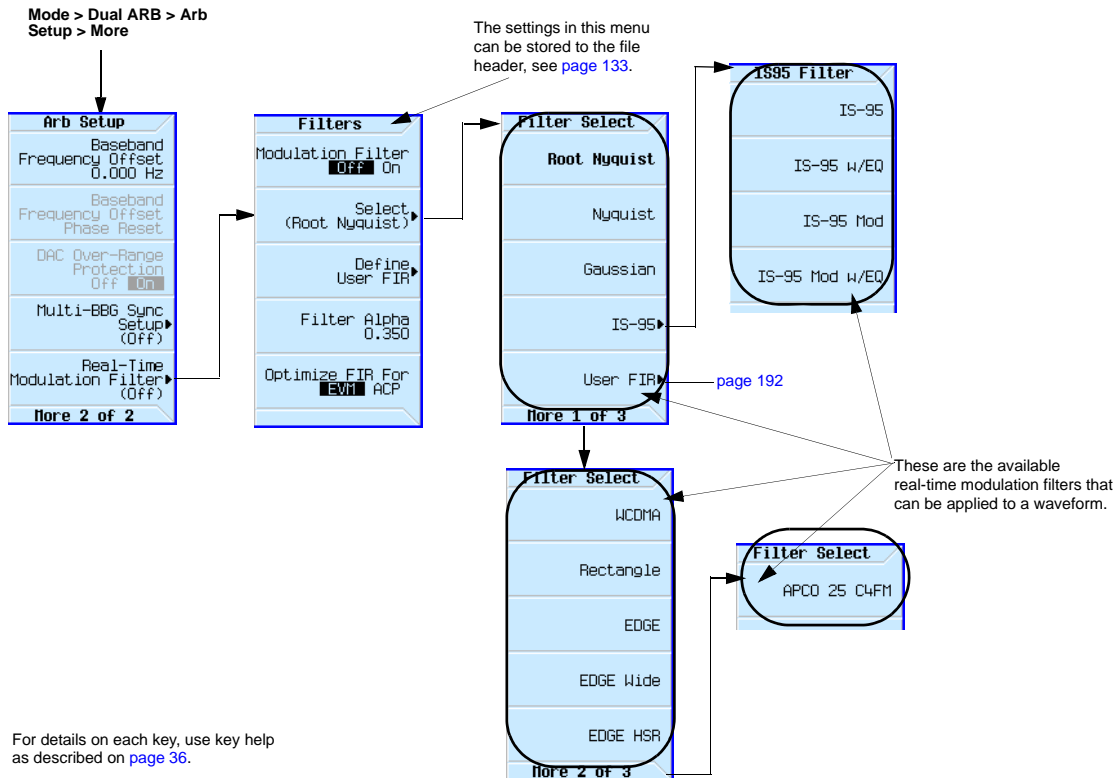 Mode > Dual ARB > Arb
Setup > More
The settings in this menu
can be stored to the file
header, see page 133.
Arb Setup
Baseband
Frequency Offset
0.000 Hz
Baseband
Frequency Offset
Phase Reset
DAC Over-Range
Protection
Off On
Multi-BBG Sync
Setup
(Off)
Real-Time
Modulation Filter
(Off)
More 2 of 2
Filters
Modulation Filter
Off On
Select
(Root Nyquist)
Define
User FIR
Filter Alpha
0.350
Optimize FIR For
EVM ACP
Filter Select
Root Nyquist
Nyquist
Gaussian
IS-95
User FIR
More 1 of 3
page 192
IS95 Filter
IS-95
IS-95 w/EQ
IS-95 Mod
IS-95 Mod w/EQ
These are the available
real-time modulation filters that
can be applied to a waveform.
Filter Select
WCDMA
Rectangle
EDGE
EDGE Wide
EDGE HSR
More 2 of 3
Filter Select
APCO 25 C4FM
For details on each key, use key help
as described on page 36.